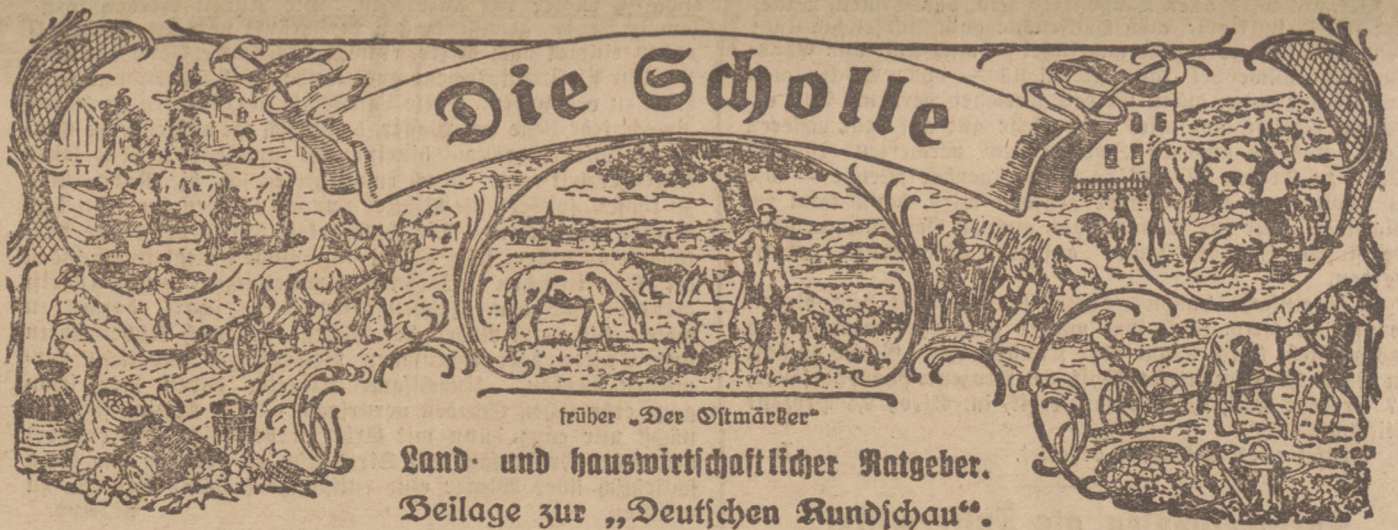 Die Scholle
früher „Der Ostmärker“
Land- und hauswirtschaftlicher Ratgeber.
Beilage zur „Deutschen Rundschau“.